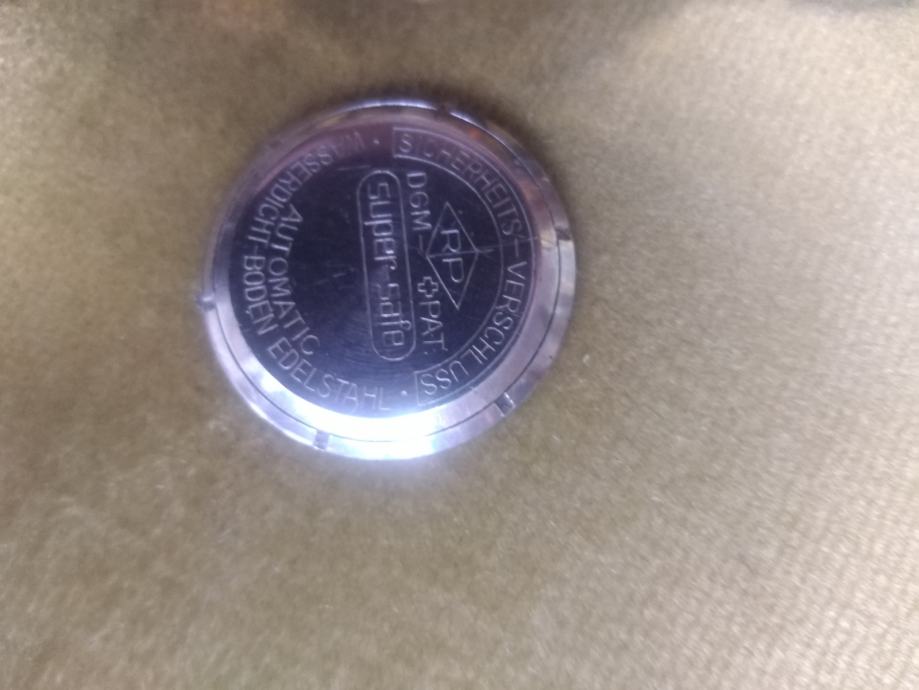 SICHERHEITS-VERSCHLUSS
DGM- RP PAT.
Super-safe
AUTOMATIC
WASSERDICHT-BODEN EDELSTAHL